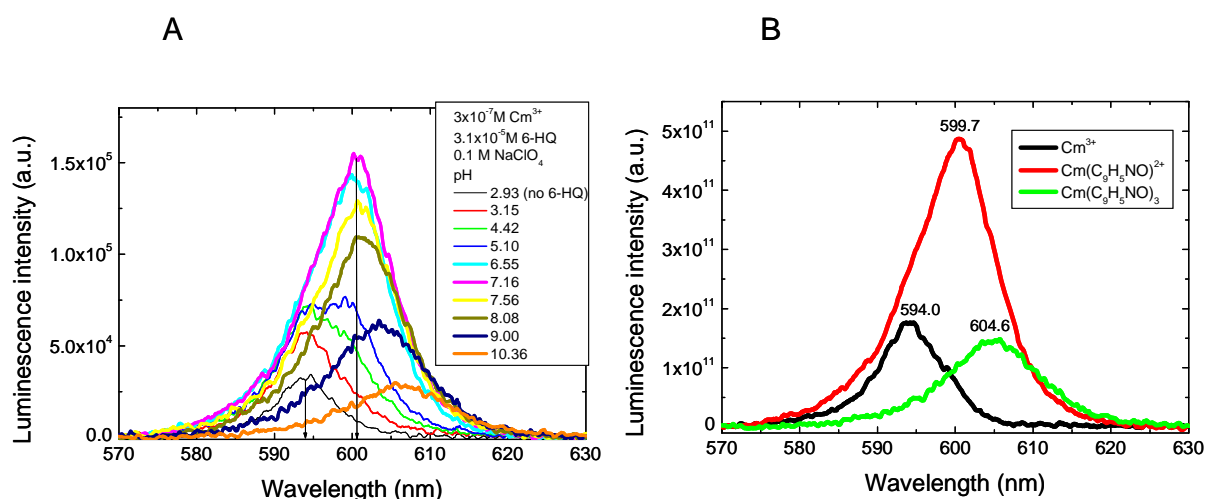 A
B
Luminescence intensity (a.u.)
1.5x10⁵
1.0x10⁵
5.0x10⁴
0.0
570 580 590 600 610 620 630
Wavelength (nm)
3x10⁻⁷M Cm³⁺
3.1x10⁻⁵M 6-HQ
0.1 M NaClO₄
pH
2.93 (no 6-HQ)
3.15
4.42
5.10
6.55
7.16
7.56
8.08
9.00
10.36
Luminescence intensity (a.u.)
5x10¹¹
4x10¹¹
3x10¹¹
2x10¹¹
1x10¹¹
0
570 580 590 600 610 620 630
Wavelength (nm)
599.7
594.0
604.6
Cm³⁺
Cm(C₉H₅NO)²⁺
Cm(C₉H₅NO)₃